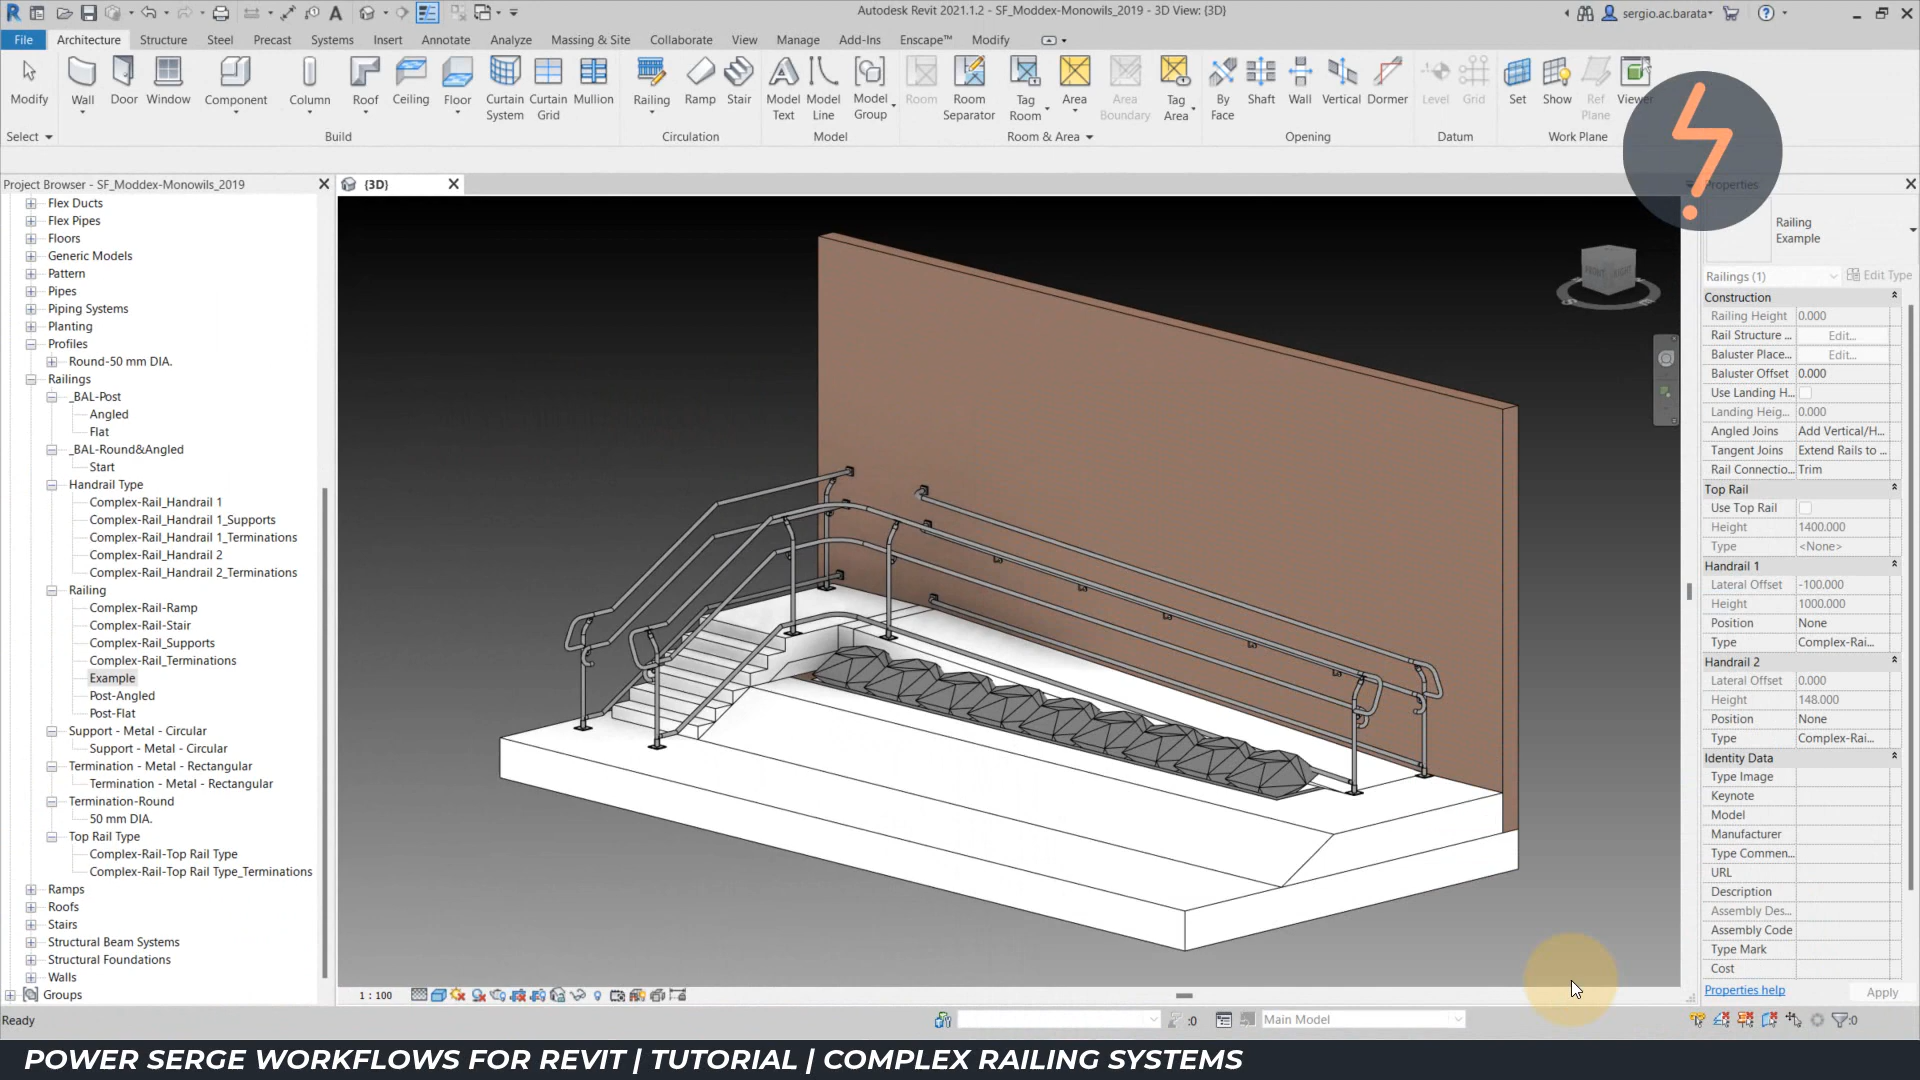 Autodesk Revit 2021.1.2 - SF_Moddex-Monowils_2019 - 3D View: {3D}
sergio.ac.barata
File Architecture Structure Steel Precast Systems Insert Annotate Analyze Massing & Site Collaborate View Manage Add-Ins Enscape™ Modify
Modify Wall Door Window Component Column Roof Ceiling Floor Curtain System Curtain Grid Mullion Railing Ramp Stair Model Text Model Line Model Group Room Room Separator Tag Room Area Area Boundary Tag Area By Face Shaft Wall Vertical Dormer Level Grid Set Show Ref Plane Viewer
Select Build Circulation Model Room & Area Opening Datum Work Plane
Project Browser - SF_Moddex-Monowils_2019
Flex Ducts
Flex Pipes
Floors
Generic Models
Pattern
Pipes
Piping Systems
Planting
Profiles
Round-50 mm DIA.
Railings
_BAL-Post
Angled
Flat
_BAL-Round&Angled
Start
Handrail Type
Complex-Rail_Handrail 1
Complex-Rail_Handrail 1_Supports
Complex-Rail_Handrail 1_Terminations
Complex-Rail_Handrail 2
Complex-Rail_Handrail 2_Terminations
Railing
Complex-Rail-Ramp
Complex-Rail-Stair
Complex-Rail_Supports
Complex-Rail_Terminations
Example
Post-Angled
Post-Flat
Support - Metal - Circular
Support - Metal - Circular
Termination - Metal - Rectangular
Termination - Metal - Rectangular
Termination-Round
50 mm DIA.
Top Rail Type
Complex-Rail-Top Rail Type
Complex-Rail-Top Rail Type_Terminations
Ramps
Roofs
Stairs
Structural Beam Systems
Structural Foundations
Walls
Groups
{3D}
FRONT RIGHT
Properties
Railing
Example
Railings (1) Edit Type
Construction
Railing Height 0.000
Rail Structure ... Edit...
Baluster Place... Edit...
Baluster Offset 0.000
Use Landing H...
Landing Heig... 0.000
Angled Joins Add Vertical/H...
Tangent Joins Extend Rails to ...
Rail Connectio... Trim
Top Rail
Use Top Rail
Height 1400.000
Type <None>
Handrail 1
Lateral Offset -100.000
Height 1000.000
Position None
Type Complex-Rai...
Handrail 2
Lateral Offset 0.000
Height 148.000
Position None
Type Complex-Rai...
Identity Data
Type Image
Keynote
Model
Manufacturer
Type Commen...
URL
Description
Assembly Des...
Assembly Code
Type Mark
Cost
Properties help Apply
1 : 100
Ready
:0
Main Model
:0
POWER SERGE WORKFLOWS FOR REVIT | TUTORIAL | COMPLEX RAILING SYSTEMS